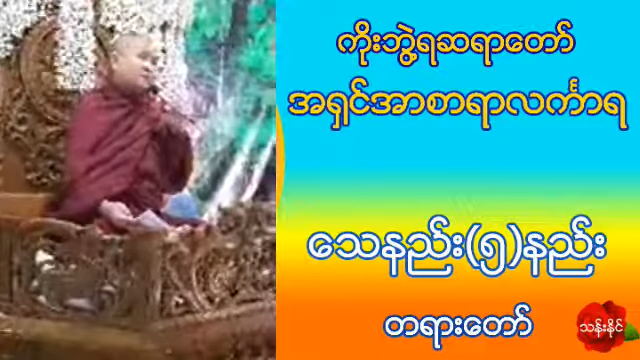 ကိုးဘွဲ့ရဆရာတော်
အရှင်အာစာရာလင်္ကာရ
သေနည်း(၅)နည်း
တရားတော်
သန်းနိုင်